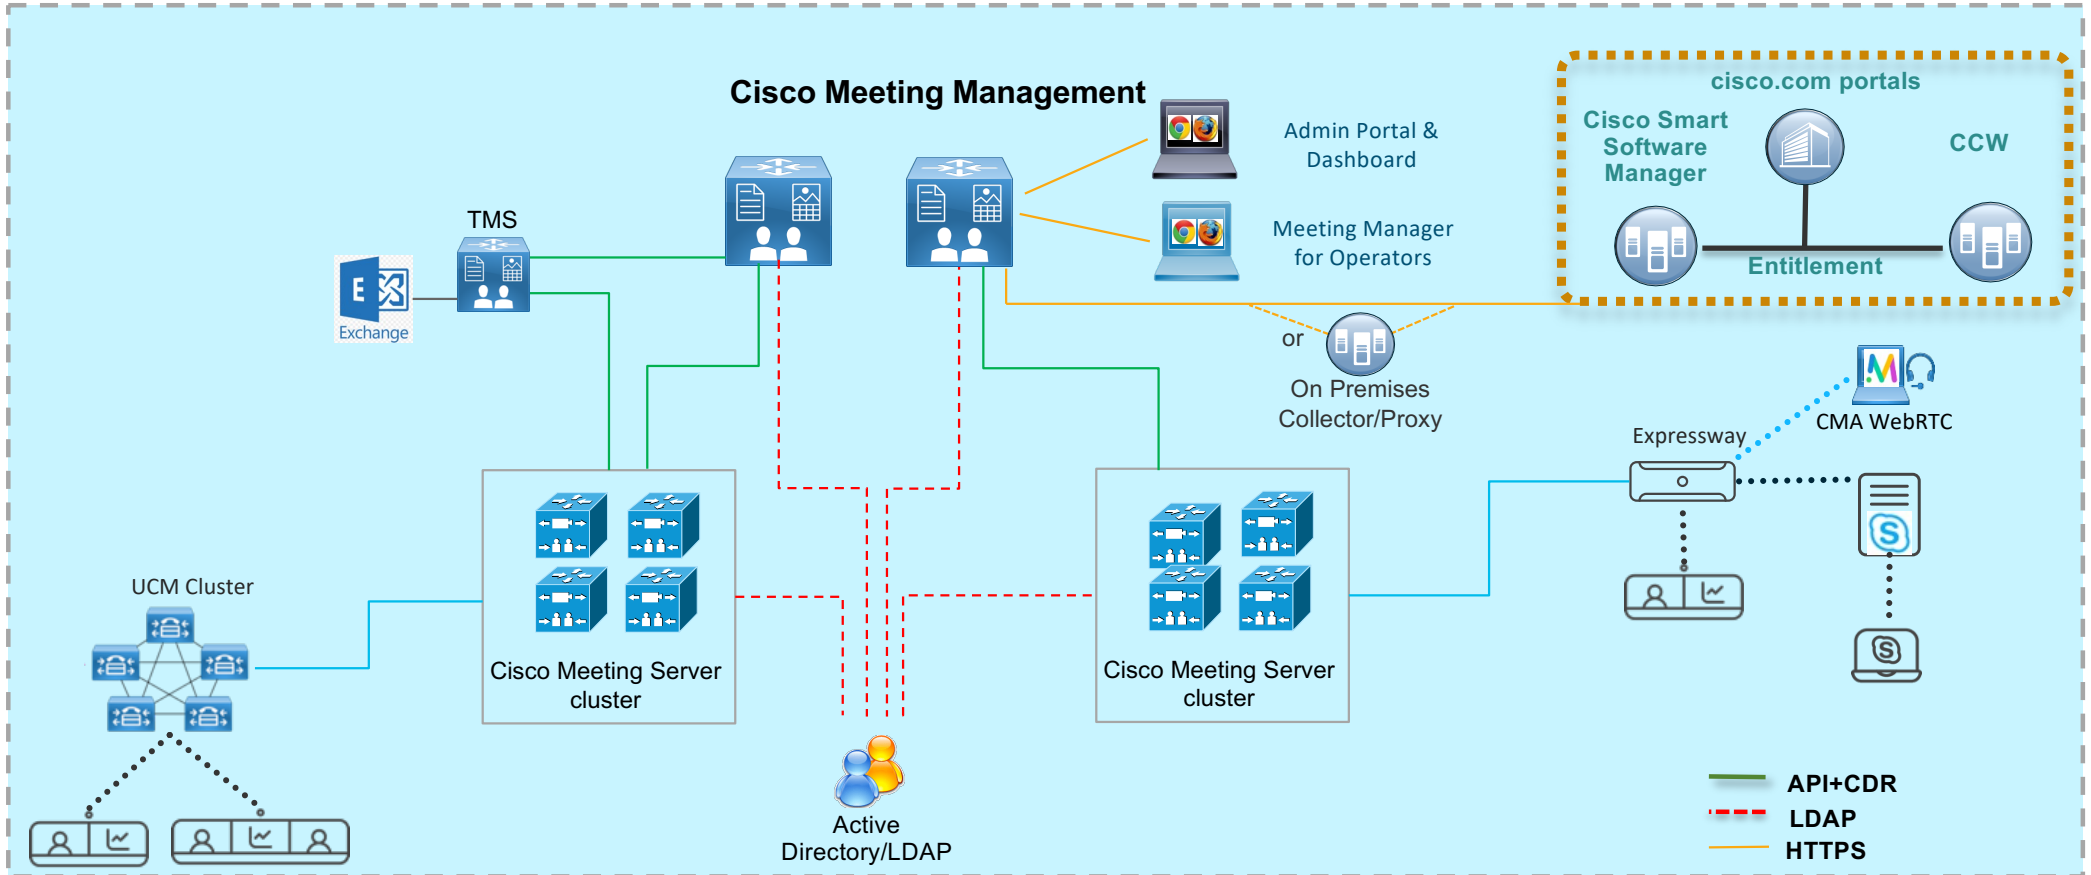 Cisco Meeting Management
cisco.com portals
Cisco Smart
Software
Manager
CCW
Entitlement
Admin Portal &
Dashboard
Meeting Manager
for Operators
TMS
E
Exchange
or
On Premises
Collector/Proxy
M
CMA WebRTC
Expressway
S
S
UCM Cluster
Cisco Meeting Server
cluster
Cisco Meeting Server
cluster
Active
Directory/LDAP
API+CDR
LDAP
HTTPS